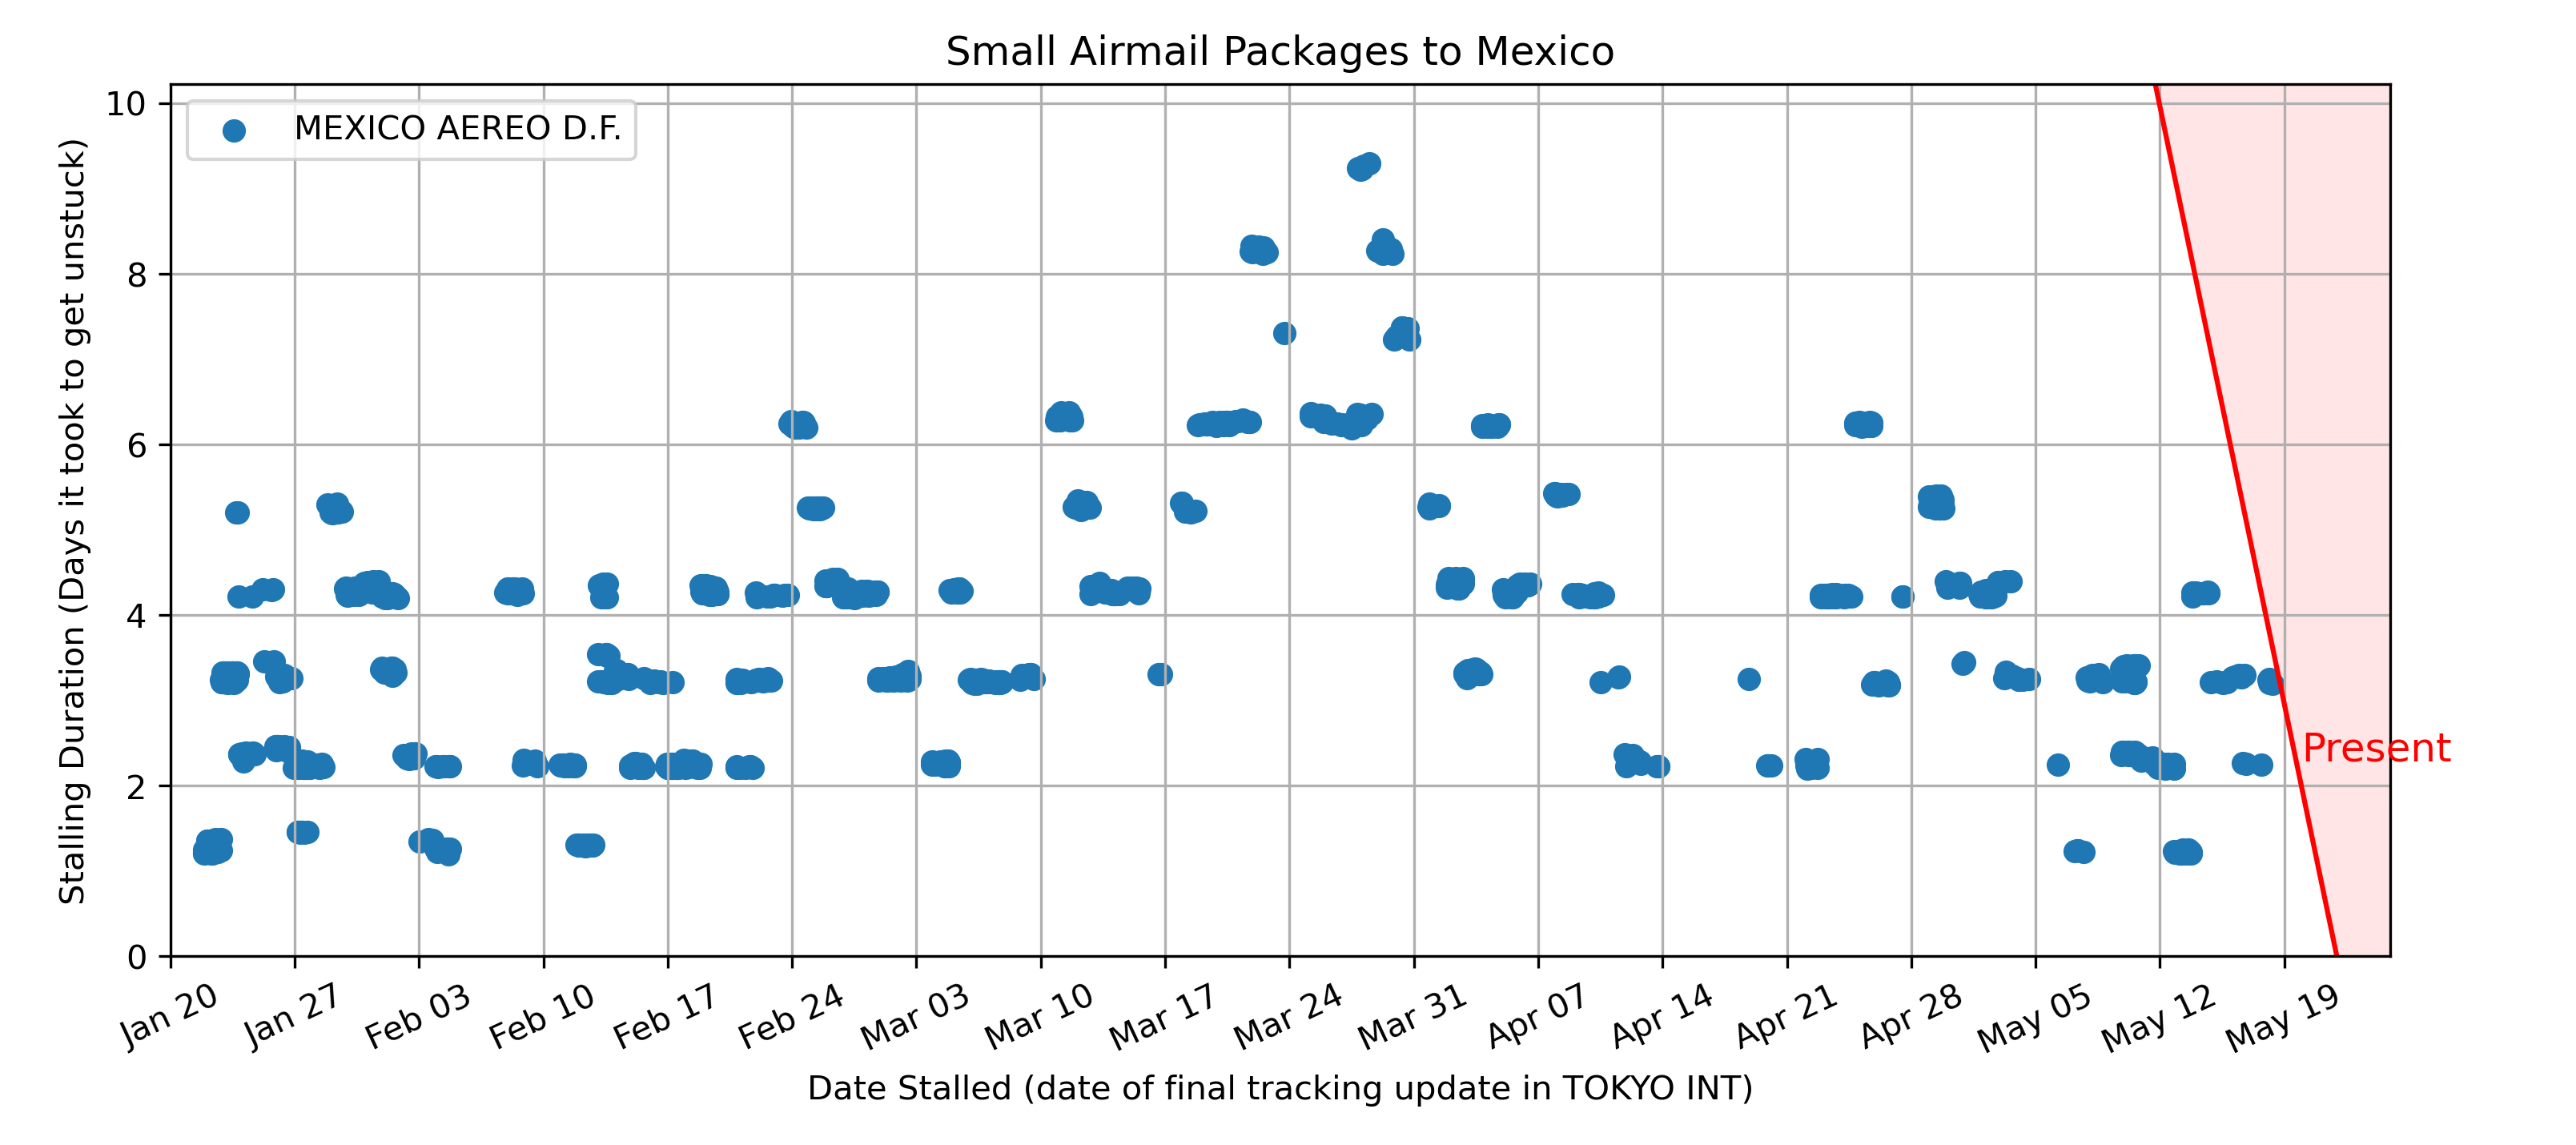 Small Airmail Packages to Mexico
MEXICO AEREO D.F.
Stalling Duration (Days it took to get unstuck)
10
8
6
4
2
0
Present
Jan 20
Jan 27
Feb 03
Feb 10
Feb 17
Feb 24
Mar 03
Mar 10
Mar 17
Mar 24
Mar 31
Apr 07
Apr 14
Apr 21
Apr 28
May 05
May 12
May 19
Date Stalled (date of final tracking update in TOKYO INT)